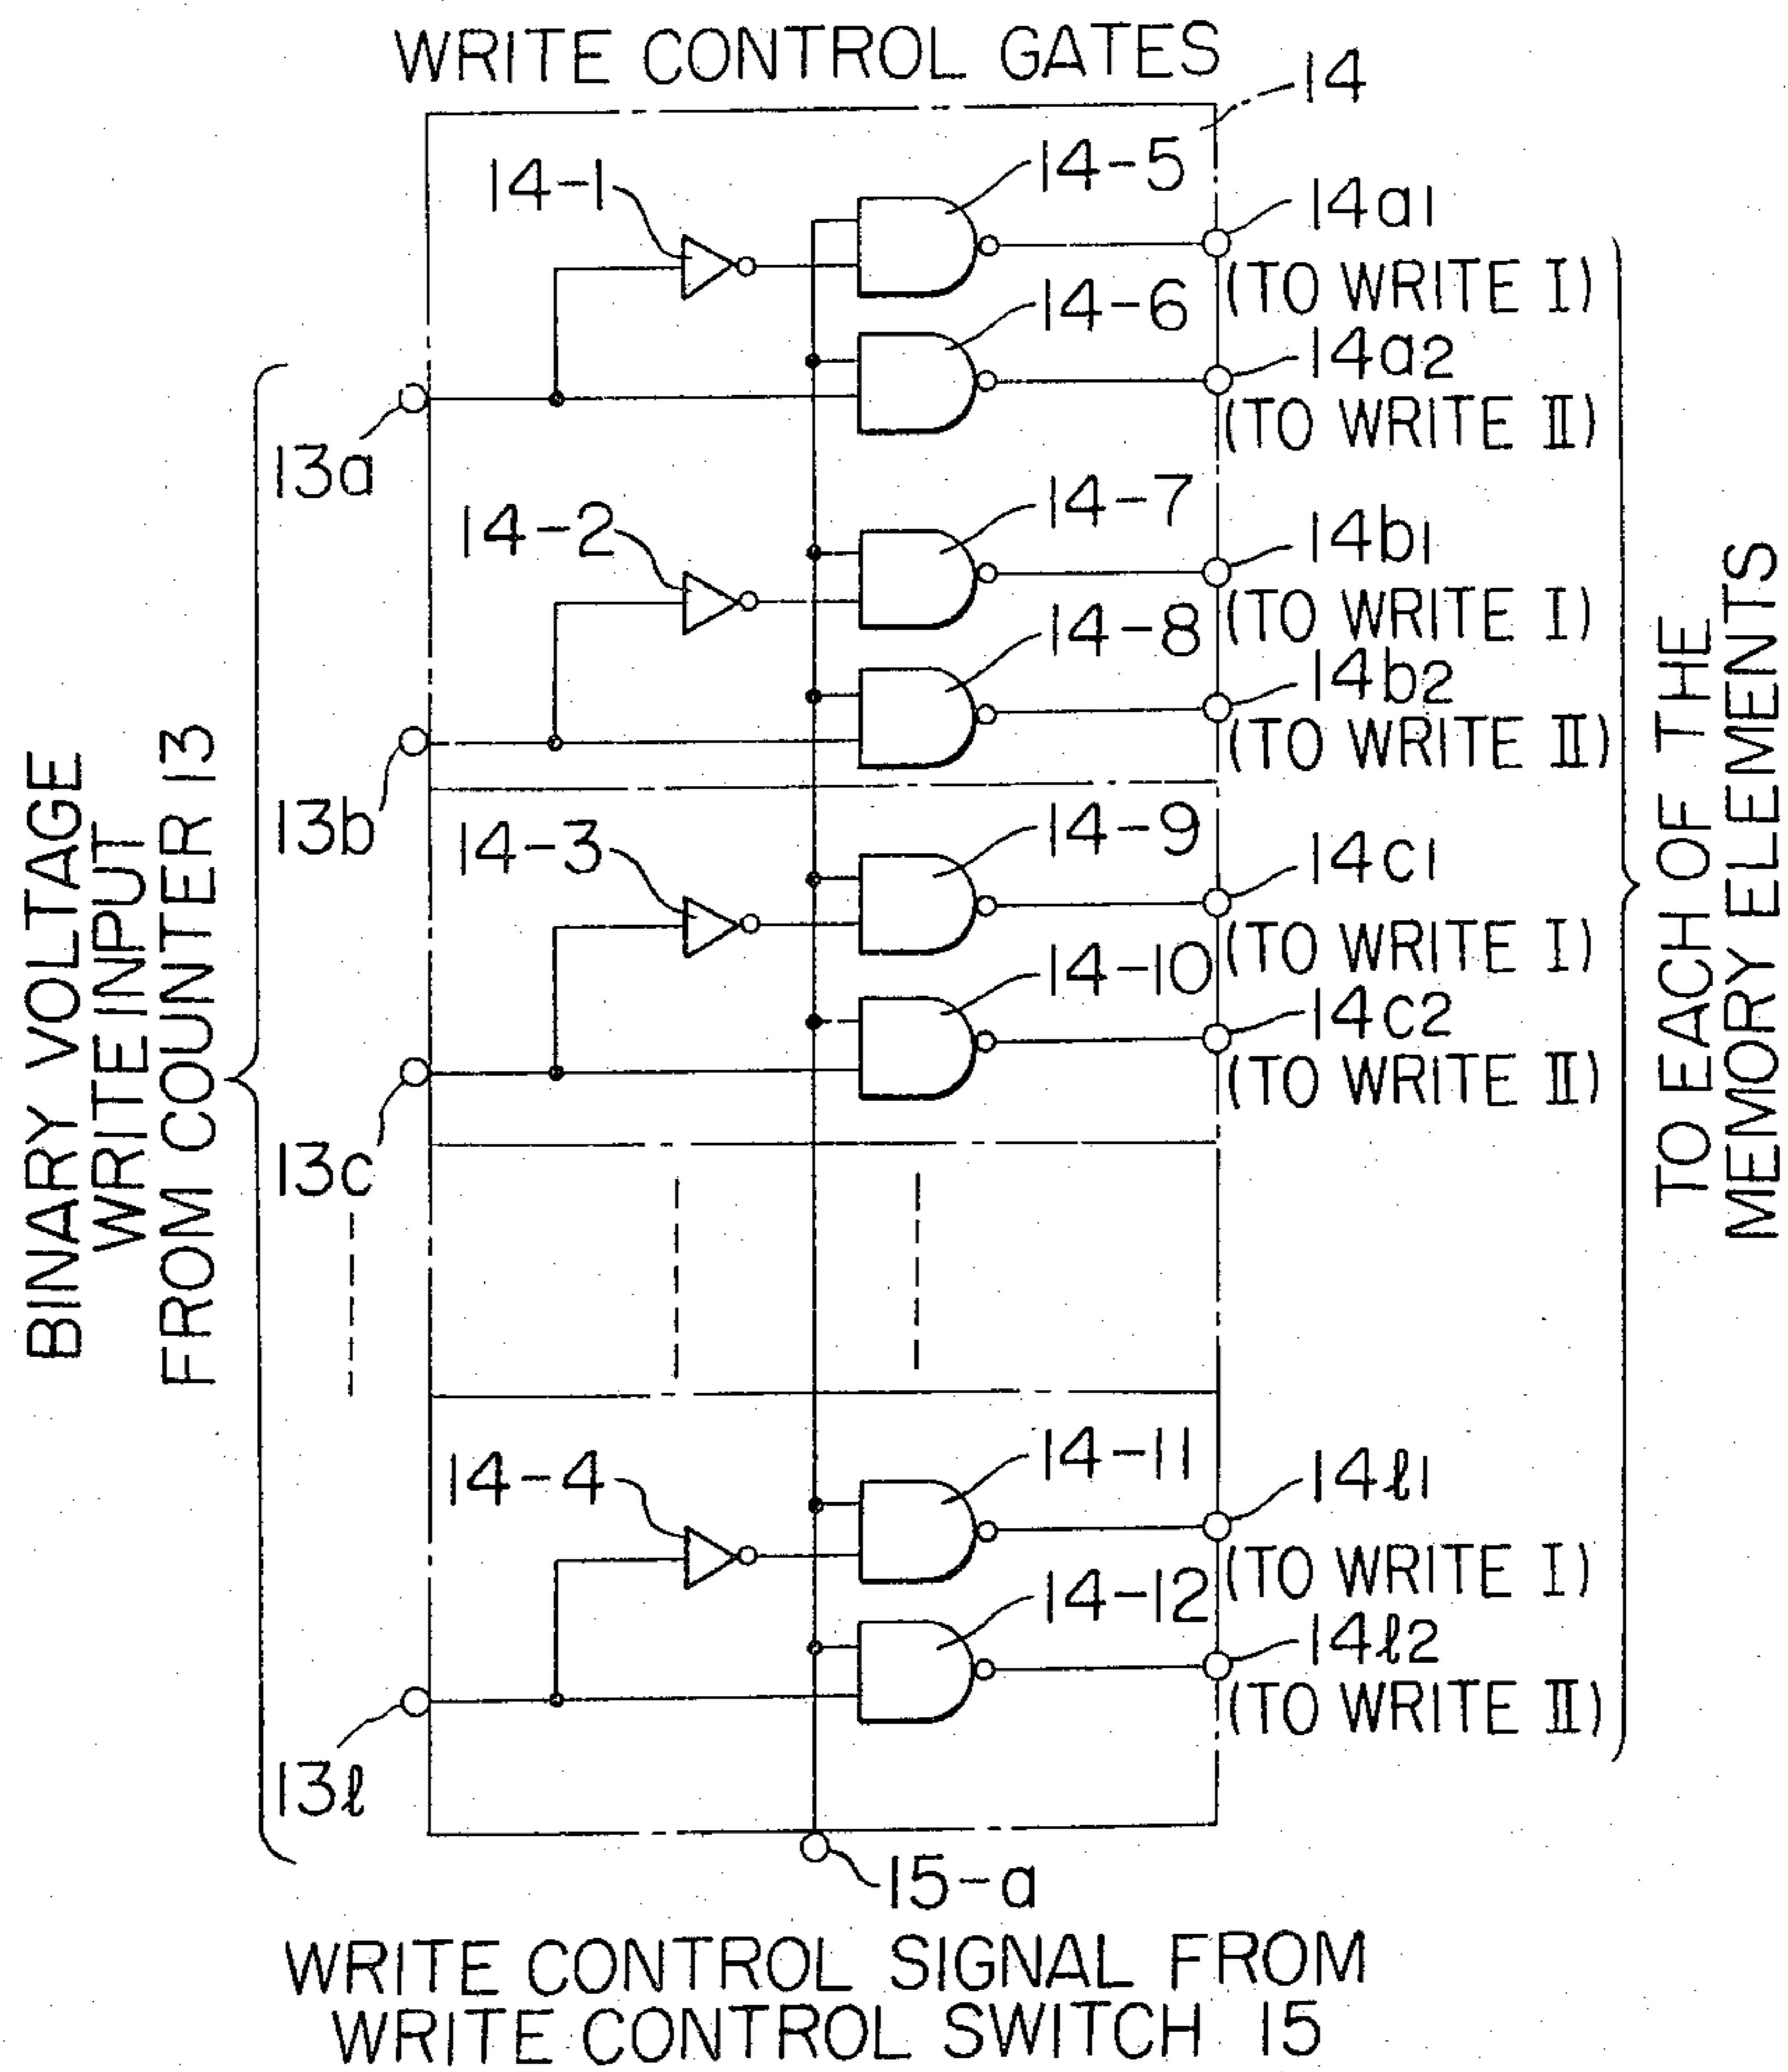 WRITE CONTROL GATES
14
14-1
14-5
14a1
(TO WRITE I)
14-6
14a2
(TO WRITE II)
13a
14-2
14-7
14b1
(TO WRITE I)
14-8
14b2
(TO WRITE II)
13b
14-3
14-9
14c1
(TO WRITE I)
14-10
14c2
(TO WRITE II)
13c
14-4
14-11
14ℓ1
(TO WRITE I)
14-12
14ℓ2
(TO WRITE II)
13ℓ
15-a
BINARY VOLTAGE
WRITE INPUT
FROM COUNTER 13
TO EACH OF THE
MEMORY ELEMENTS
WRITE CONTROL SIGNAL FROM
WRITE CONTROL SWITCH 15